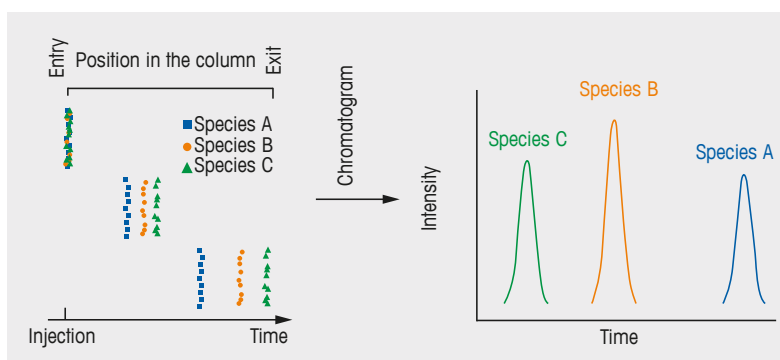 Entry
Position in the column
Exit
Species A
Species B
Species C
Injection
Time
Chromatogram
Intensity
Species C
Species B
Species A
Time